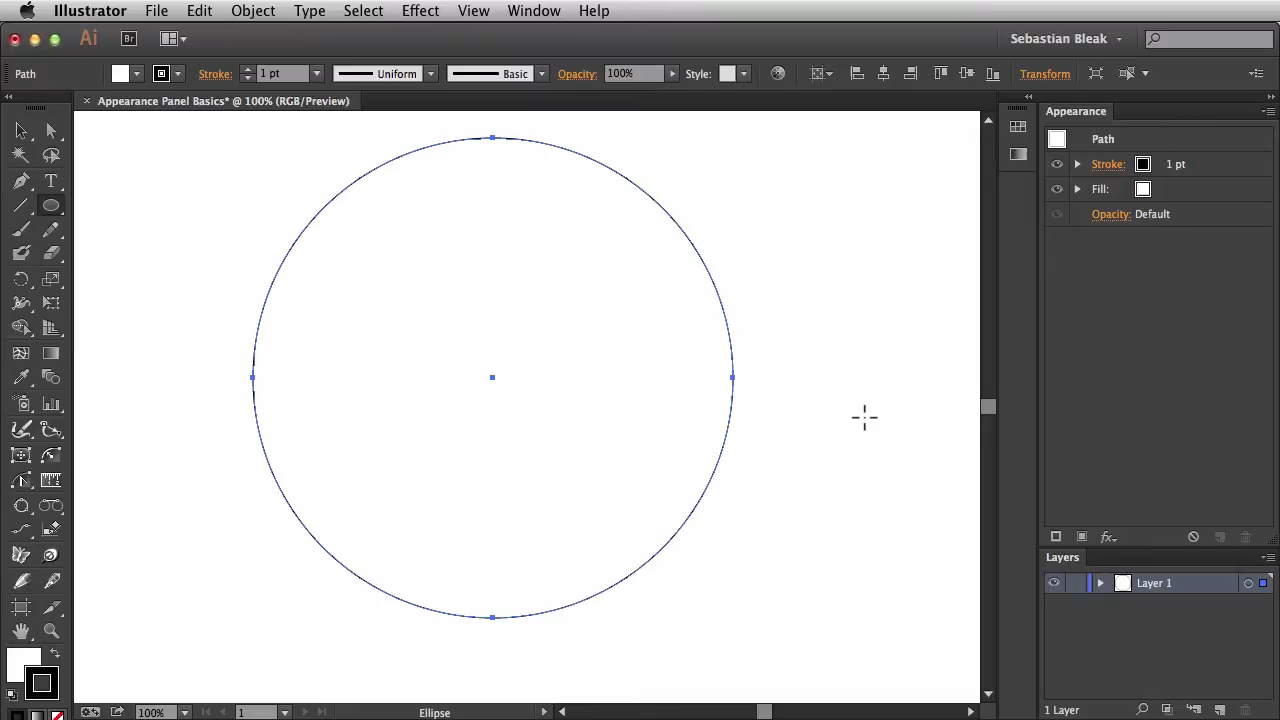 Illustrator File Edit Object Type Select Effect View Window Help
Ai Br Sebastian Bleak
Path Stroke: 1 pt Uniform Basic Opacity: 100% Style: Transform
× Appearance Panel Basics* @ 100% (RGB/Preview)
Appearance
Path
Stroke: 1 pt
Fill:
Opacity: Default
fx
Layers
Layer 1
1 Layer
100% 1 Ellipse